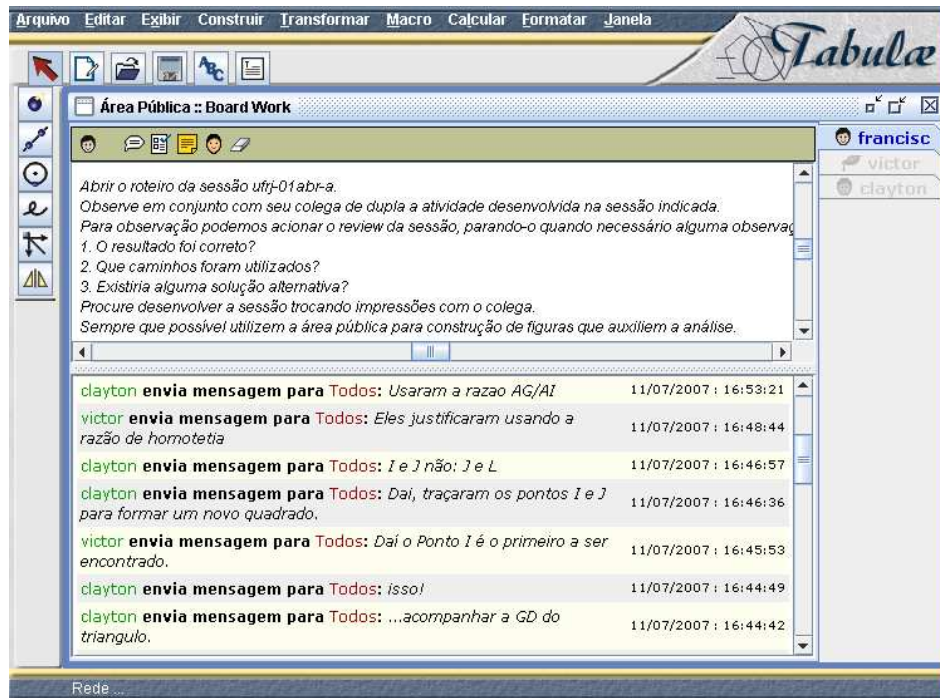 Arquivo Editar Exibir Construir Transformar Macro Calcular Formatar Janela
Tabulæ
ABC
Área Pública :: Board Work
francisc
victor
clayton
Abrir o roteiro da sessão ufrj-01abr-a.
Observe em conjunto com seu colega de dupla a atividade desenvolvida na sessão indicada.
Para observação podemos acionar o review da sessão, parando-o quando necessário alguma observaç
1. O resultado foi correto?
2. Que caminhos foram utilizados?
3. Existiria alguma solução alternativa?
Procure desenvolver a sessão trocando impressões com o colega.
Sempre que possível utilizem a área pública para construção de figuras que auxiliem a análise.
clayton envia mensagem para Todos: Usaram a razao AG/AI 11/07/2007 : 16:53:21
victor envia mensagem para Todos: Eles justificaram usando a
razão de homotetia 11/07/2007 : 16:48:44
clayton envia mensagem para Todos: I e J não: J e L 11/07/2007 : 16:46:57
clayton envia mensagem para Todos: Daí, traçaram os pontos I e J
para formar um novo quadrado. 11/07/2007 : 16:46:36
victor envia mensagem para Todos: Daí o Ponto I é o primeiro a ser
encontrado. 11/07/2007 : 16:45:53
clayton envia mensagem para Todos: isso! 11/07/2007 : 16:44:49
clayton envia mensagem para Todos: ...acompanhar a GD do
triangulo. 11/07/2007 : 16:44:42
Rede ...